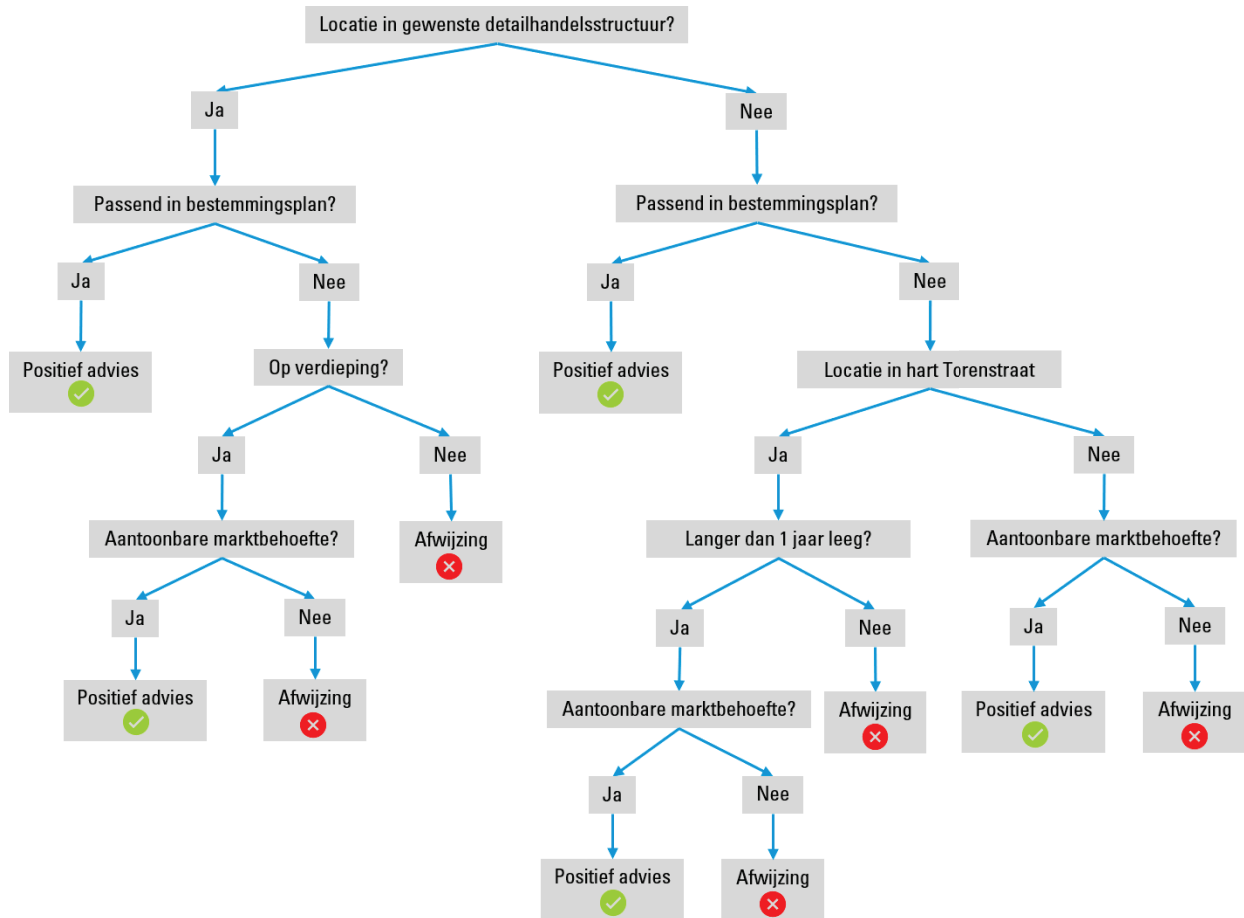 Locatie in gewenste detailhandelsstructuur?
Ja
Nee
Passend in bestemmingsplan?
Passend in bestemmingsplan?
Ja
Nee
Ja
Nee
Positief advies
Op verdieping?
Positief advies
Locatie in hart Torenstraat
Ja
Nee
Ja
Nee
Aantoonbare marktbehoefte?
Afwijzing
Langer dan 1 jaar leeg?
Aantoonbare marktbehoefte?
Ja
Nee
Ja
Nee
Ja
Nee
Positief advies
Afwijzing
Aantoonbare marktbehoefte?
Afwijzing
Positief advies
Afwijzing
Ja
Nee
Positief advies
Afwijzing